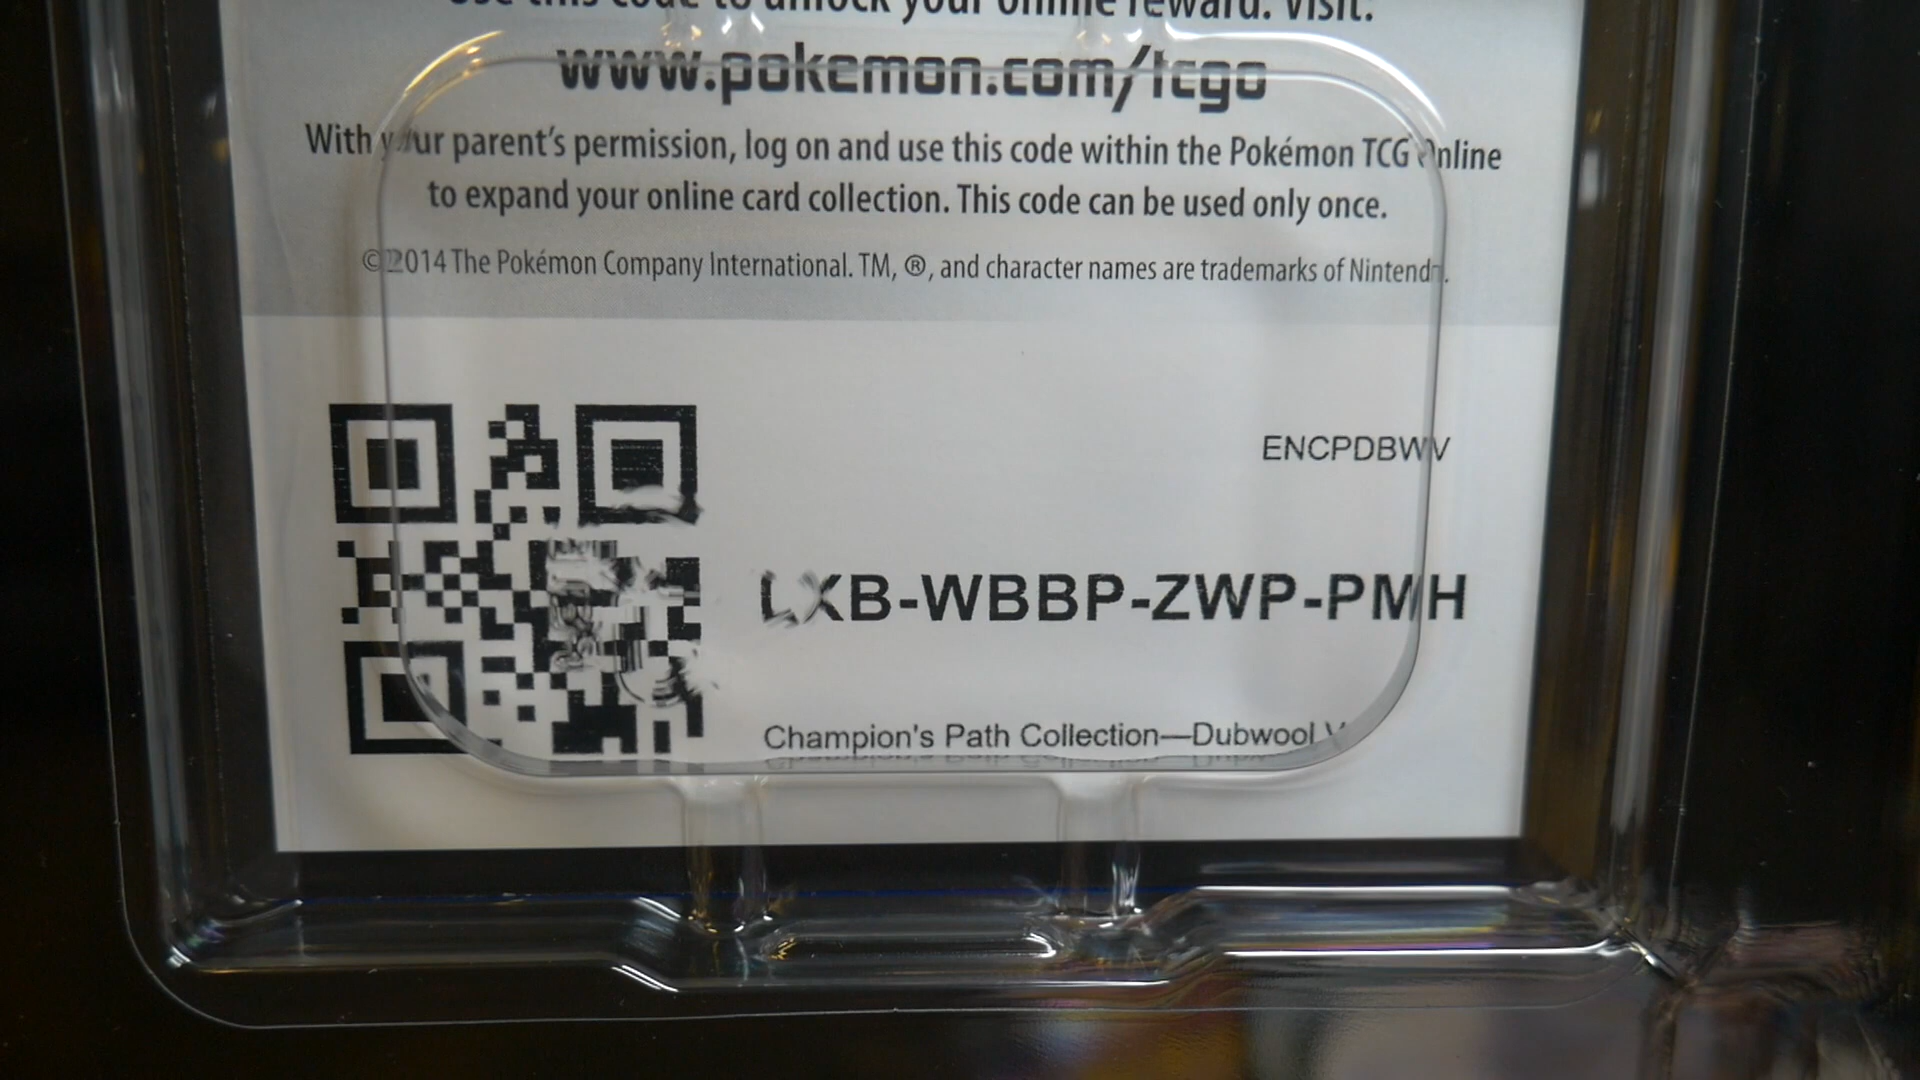 Use this code to unlock your online reward. Visit:
www.pokemon.com/tcgo
With your parent's permission, log on and use this code within the Pokémon TCG Online
to expand your online card collection. This code can be used only once.
©2014 The Pokémon Company International. TM, ®, and character names are trademarks of Nintendo.
ENCPDBWV
LXB-WBBP-ZWP-PMH
Champion's Path Collection—Dubwool V